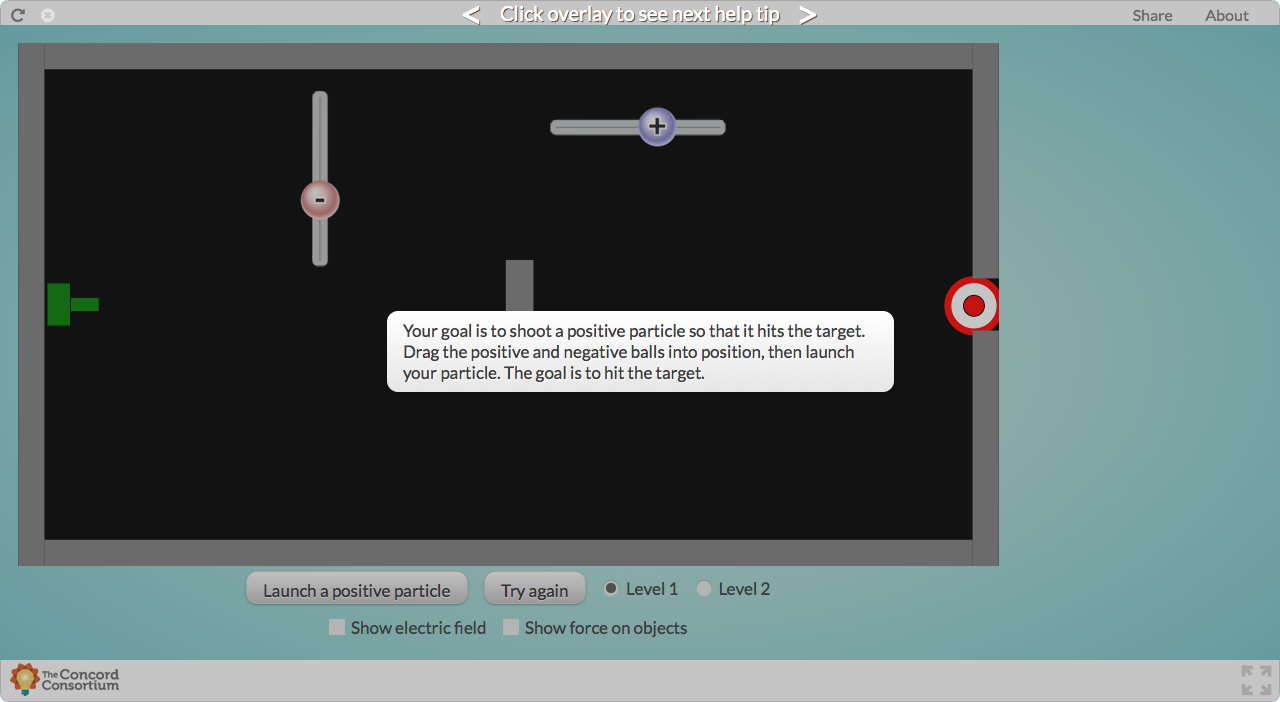 < Click overlay to see next help tip >
Share About
+
-
Your goal is to shoot a positive particle so that it hits the target.
Drag the positive and negative balls into position, then launch
your particle. The goal is to hit the target.
Launch a positive particle Try again Level 1 Level 2
Show electric field Show force on objects
The Concord
Consortium